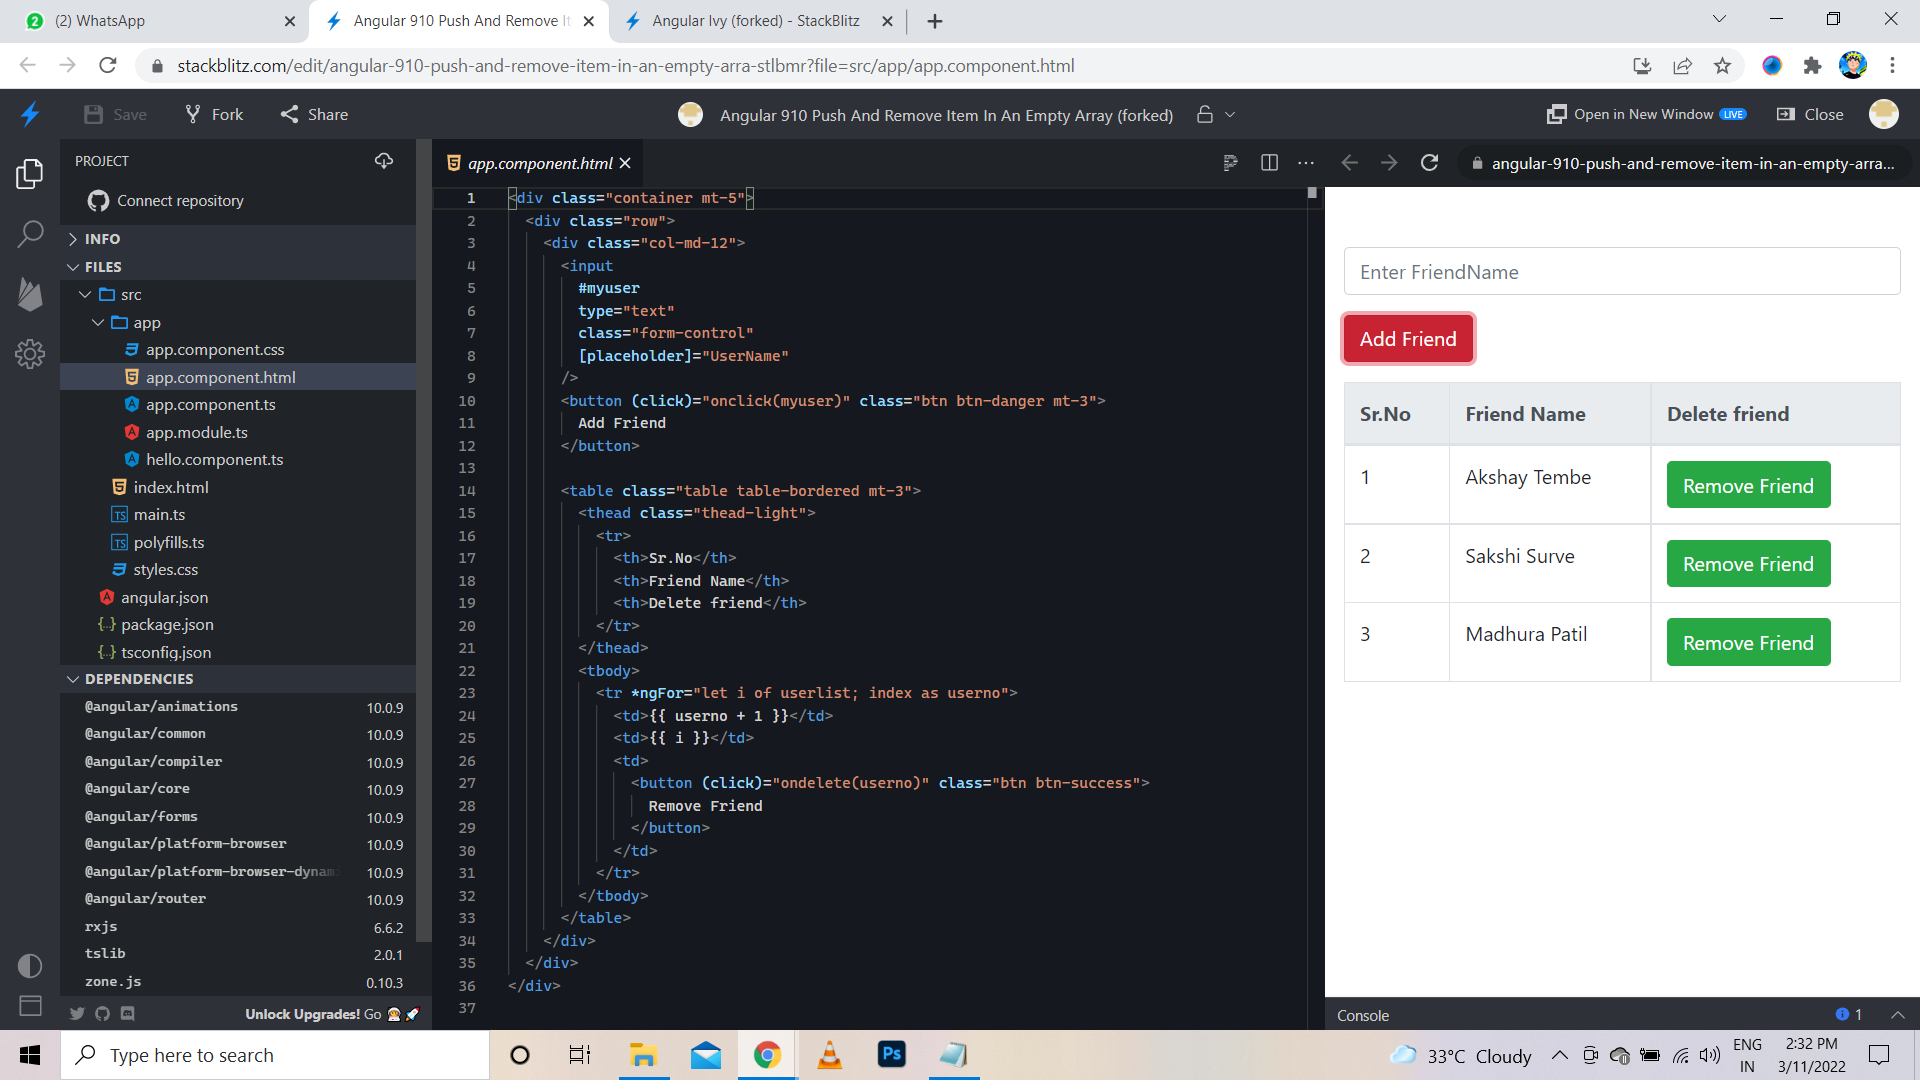 (2) WhatsApp
Angular 910 Push And Remove It
Angular Ivy (forked) - StackBlitz
stackblitz.com/edit/angular-910-push-and-remove-item-in-an-empty-arra-stlbmr?file=src/app/app.component.html
Save
Fork
Share
Angular 910 Push And Remove Item In An Empty Array (forked)
Open in New Window LIVE
Close
PROJECT
Connect repository
INFO
FILES
src
app
app.component.css
app.component.html
app.component.ts
app.module.ts
hello.component.ts
index.html
main.ts
polyfills.ts
styles.css
angular.json
package.json
tsconfig.json
DEPENDENCIES
@angular/animations 10.0.9
@angular/common 10.0.9
@angular/compiler 10.0.9
@angular/core 10.0.9
@angular/forms 10.0.9
@angular/platform-browser 10.0.9
@angular/platform-browser-dynami 10.0.9
@angular/router 10.0.9
rxjs 6.6.2
tslib 2.0.1
zone.js 0.10.3
Unlock Upgrades! Go
app.component.html
1 <div class="container mt-5">
2 <div class="row">
3 <div class="col-md-12">
4 <input
5 #myuser
6 type="text"
7 class="form-control"
8 [placeholder]="UserName"
9 />
10 <button (click)="onclick(myuser)" class="btn btn-danger mt-3">
11 Add Friend
12 </button>
13
14 <table class="table table-bordered mt-3">
15 <thead class="thead-light">
16 <tr>
17 <th>Sr.No</th>
18 <th>Friend Name</th>
19 <th>Delete friend</th>
20 </tr>
21 </thead>
22 <tbody>
23 <tr *ngFor="let i of userlist; index as userno">
24 <td>{{ userno + 1 }}</td>
25 <td>{{ i }}</td>
26 <td>
27 <button (click)="ondelete(userno)" class="btn btn-success">
28 Remove Friend
29 </button>
30 </td>
31 </tr>
32 </tbody>
33 </table>
34 </div>
35 </div>
36 </div>
37
angular-910-push-and-remove-item-in-an-empty-arra...
Enter FriendName
Add Friend
Sr.No Friend Name Delete friend
1 Akshay Tembe Remove Friend
2 Sakshi Surve Remove Friend
3 Madhura Patil Remove Friend
Console
1
Type here to search
Ps
33°C Cloudy
ENG
IN
2:32 PM
3/11/2022